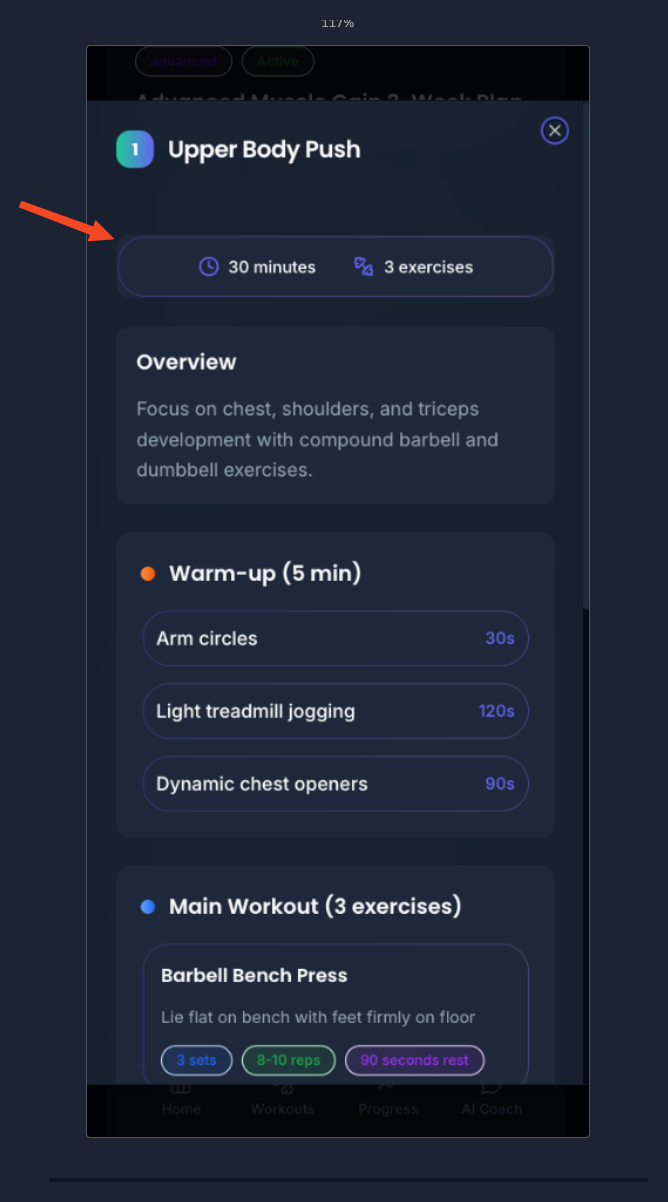 117%
advanced
Active
Advanced Muscle Gain 2-Week Plan
1
Upper Body Push
30 minutes
3 exercises
Overview
Focus on chest, shoulders, and triceps
development with compound barbell and
dumbbell exercises.
Warm-up (5 min)
Arm circles
30s
Light treadmill jogging
120s
Dynamic chest openers
90s
Main Workout (3 exercises)
Barbell Bench Press
Lie flat on bench with feet firmly on floor
3 sets
8-10 reps
90 seconds rest
Home
Workouts
Progress
AI Coach